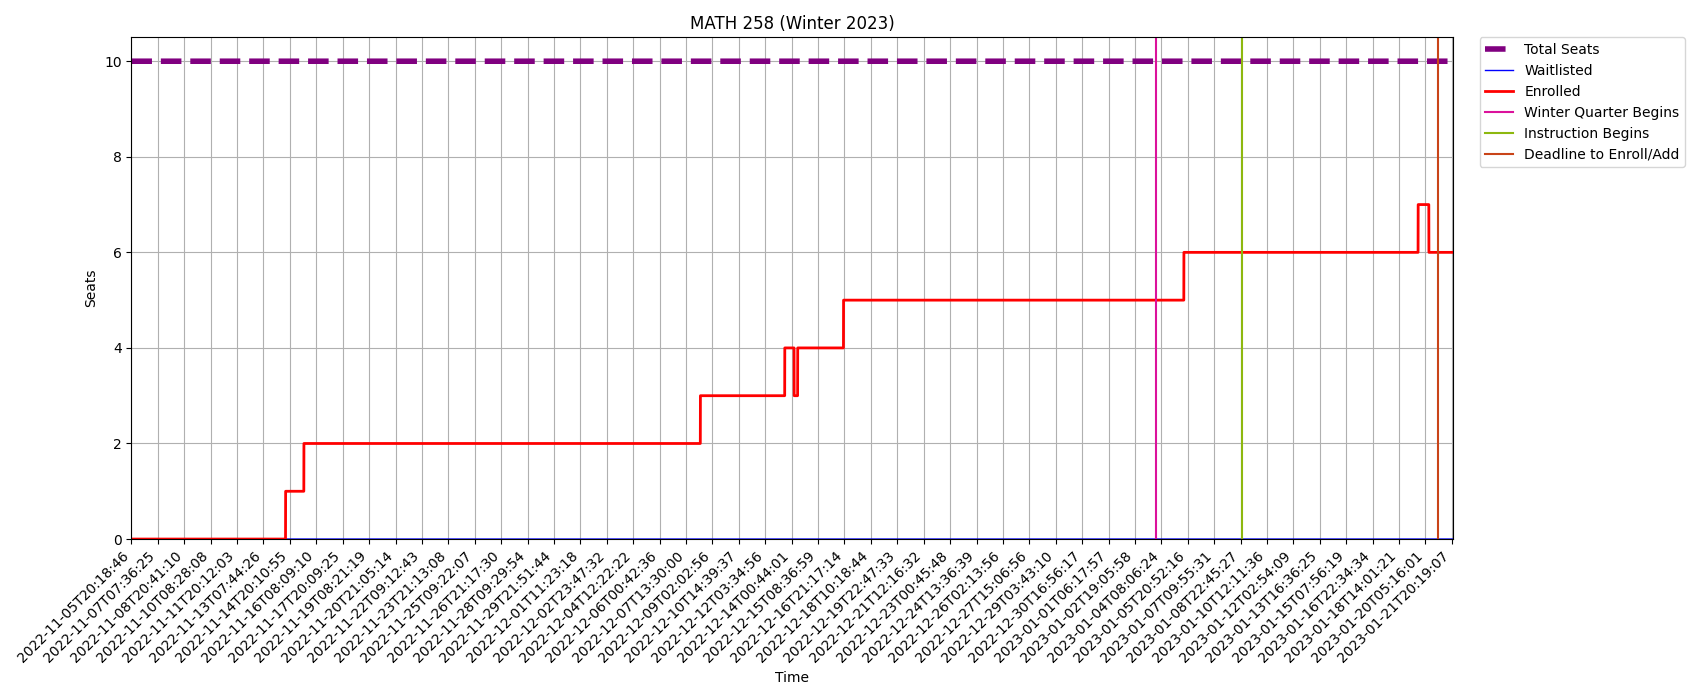 MATH 258 (Winter 2023)
Total Seats
Waitlisted
Enrolled
Winter Quarter Begins
Instruction Begins
Deadline to Enroll/Add
Seats
10
8
6
4
2
0
2022-11-05T20:18:46
2022-11-07T07:36:25
2022-11-08T20:41:10
2022-11-10T08:28:08
2022-11-11T20:12:03
2022-11-13T07:44:26
2022-11-14T20:10:55
2022-11-16T08:09:10
2022-11-17T20:09:25
2022-11-19T08:21:19
2022-11-20T21:05:14
2022-11-22T09:12:43
2022-11-23T21:13:08
2022-11-25T09:22:07
2022-11-26T21:17:30
2022-11-28T09:29:54
2022-11-29T21:51:44
2022-12-01T11:23:18
2022-12-02T23:47:32
2022-12-04T12:22:22
2022-12-06T00:42:36
2022-12-07T13:30:00
2022-12-09T02:02:56
2022-12-10T14:39:37
2022-12-12T03:34:56
2022-12-14T00:44:01
2022-12-15T08:36:59
2022-12-16T21:17:14
2022-12-18T10:18:44
2022-12-19T22:47:33
2022-12-21T12:16:32
2022-12-23T00:45:48
2022-12-24T13:36:39
2022-12-26T02:13:56
2022-12-27T15:06:56
2022-12-29T03:43:10
2022-12-30T16:56:17
2023-01-01T06:17:57
2023-01-02T19:05:58
2023-01-04T08:06:24
2023-01-05T20:52:16
2023-01-07T09:55:31
2023-01-08T22:45:27
2023-01-10T12:11:36
2023-01-12T02:54:09
2023-01-13T16:36:25
2023-01-15T07:56:19
2023-01-16T22:34:34
2023-01-18T14:01:21
2023-01-20T05:16:01
2023-01-21T20:19:07
Time